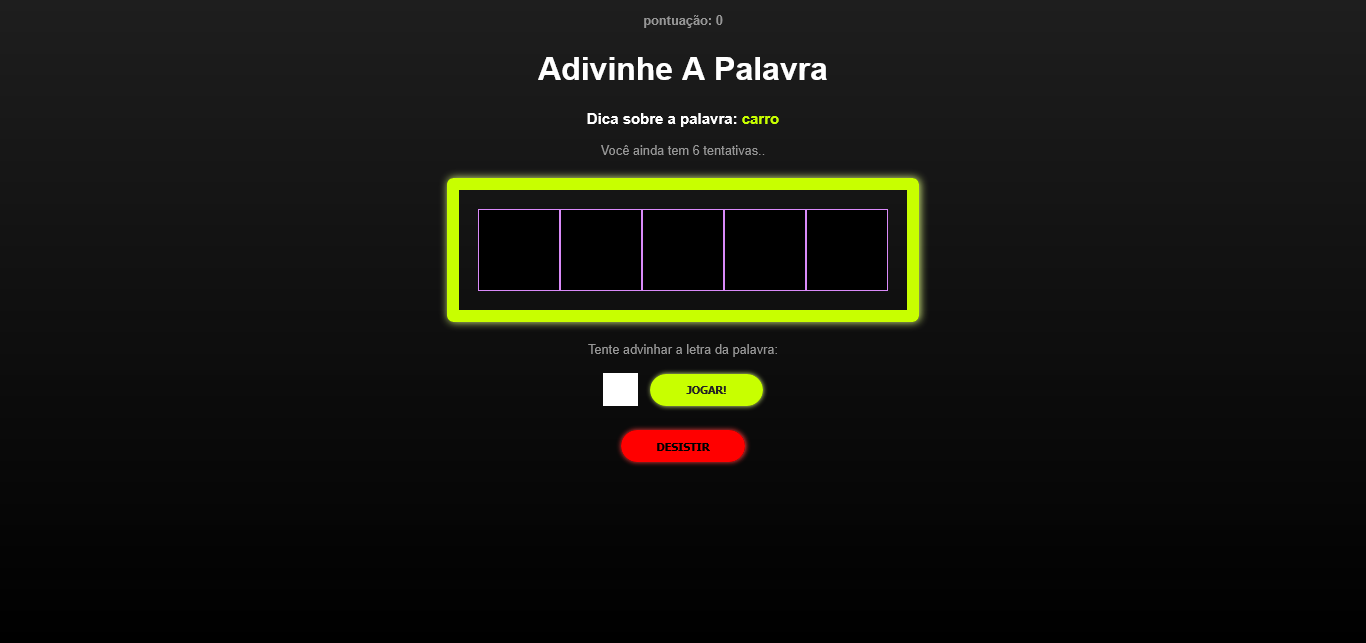 pontuação: 0
Adivinhe A Palavra
Dica sobre a palavra: carro
Você ainda tem 6 tentativas..
Tente advinhar a letra da palavra:
JOGAR!
DESISTIR